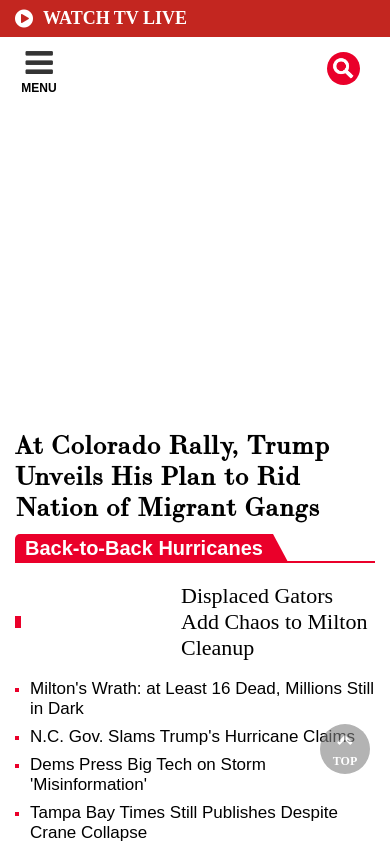 WATCH TV LIVE
MENU
At Colorado Rally, Trump
Unveils His Plan to Rid
Nation of Migrant Gangs
Back-to-Back Hurricanes
Displaced Gators
Add Chaos to Milton
Cleanup
Milton's Wrath: at Least 16 Dead, Millions Still
in Dark
N.C. Gov. Slams Trump's Hurricane Claims
Dems Press Big Tech on Storm
'Misinformation'
TOP
Tampa Bay Times Still Publishes Despite
Crane Collapse